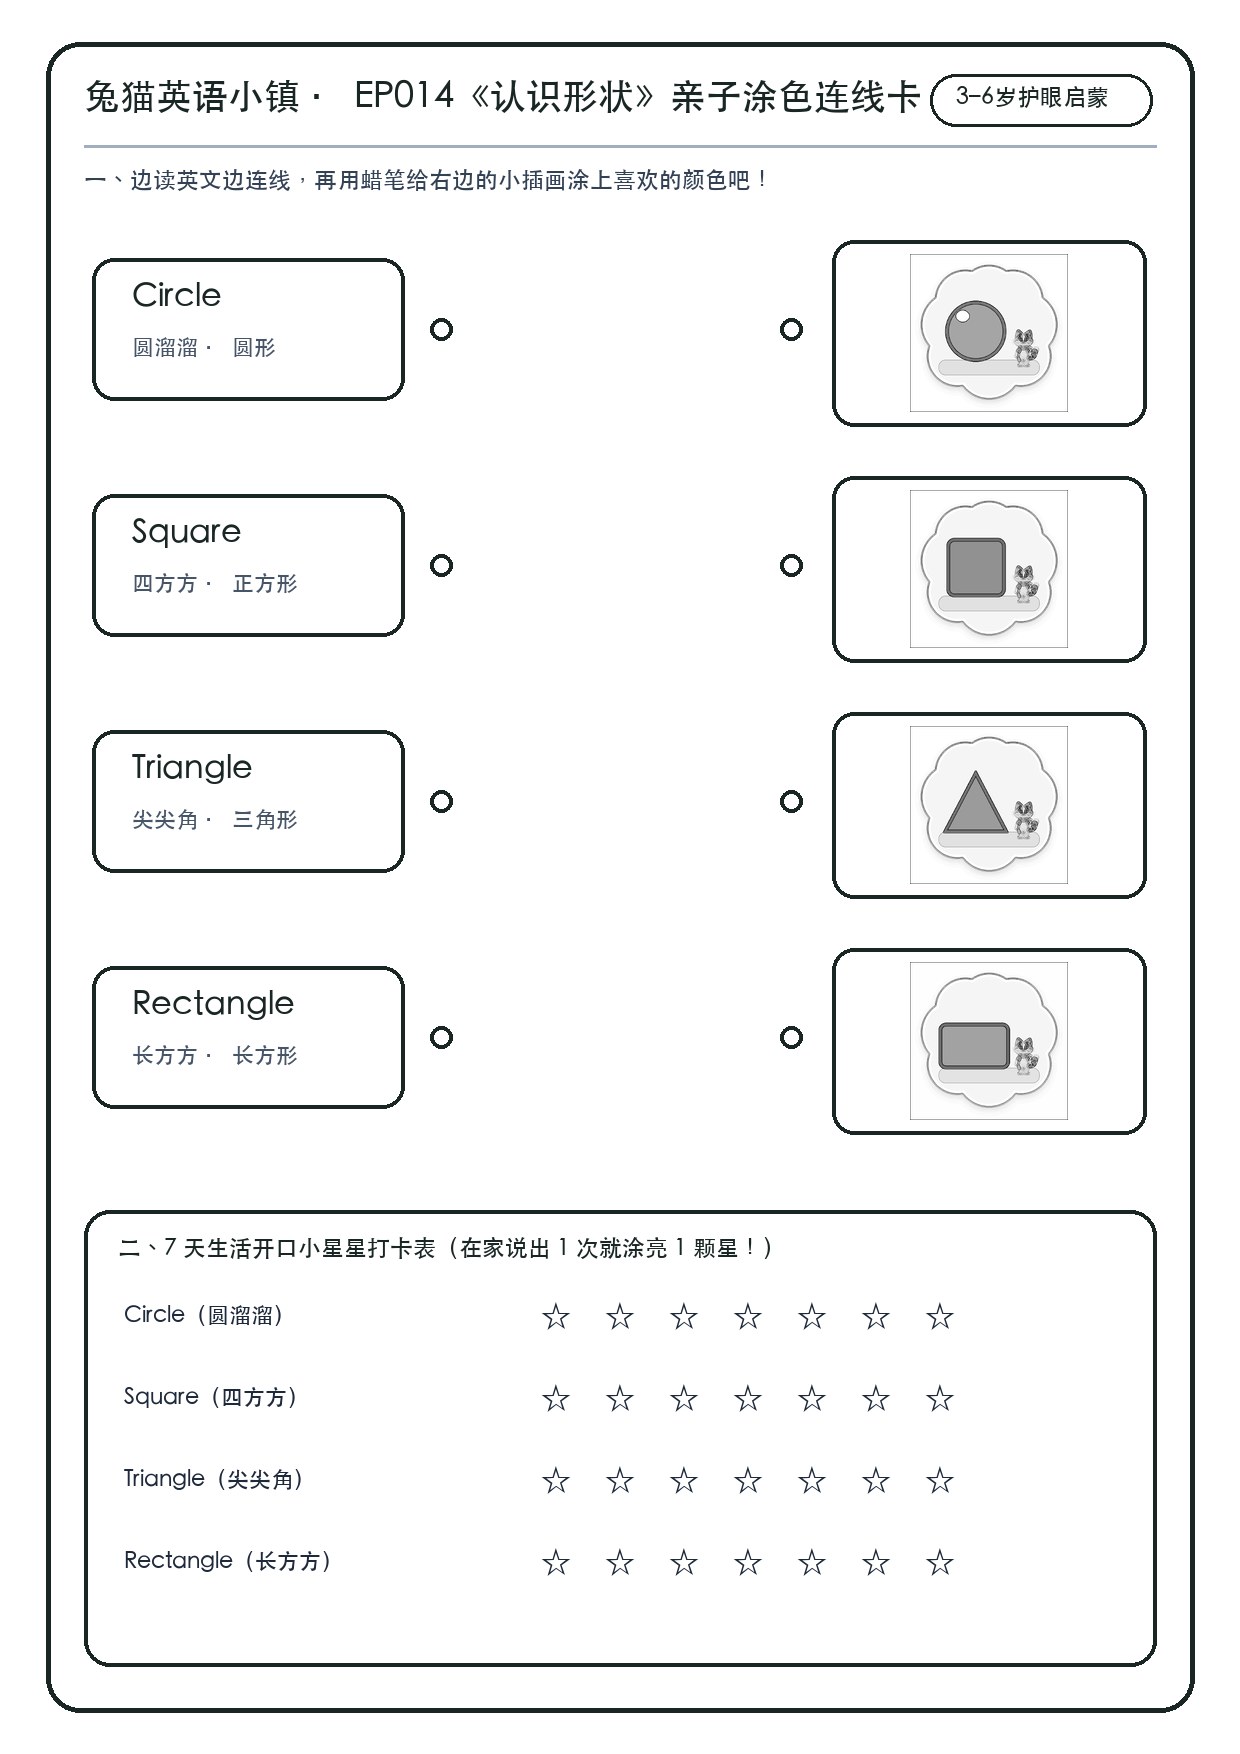 兔猫英语小镇 · EP014《认识形状》亲子涂色连线卡
3-6岁护眼启蒙
一、边读英文边连线，再用蜡笔给右边的小插画涂上喜欢的颜色吧！
Circle
圆溜溜 · 圆形
Square
四方方 · 正方形
Triangle
尖尖角 · 三角形
Rectangle
长方方 · 长方形
二、7 天生活开口小星星打卡表（在家说出 1 次就涂亮 1 颗星！）
Circle（圆溜溜） ☆ ☆ ☆ ☆ ☆ ☆ ☆
Square（四方方） ☆ ☆ ☆ ☆ ☆ ☆ ☆
Triangle（尖尖角） ☆ ☆ ☆ ☆ ☆ ☆ ☆
Rectangle（长方方） ☆ ☆ ☆ ☆ ☆ ☆ ☆